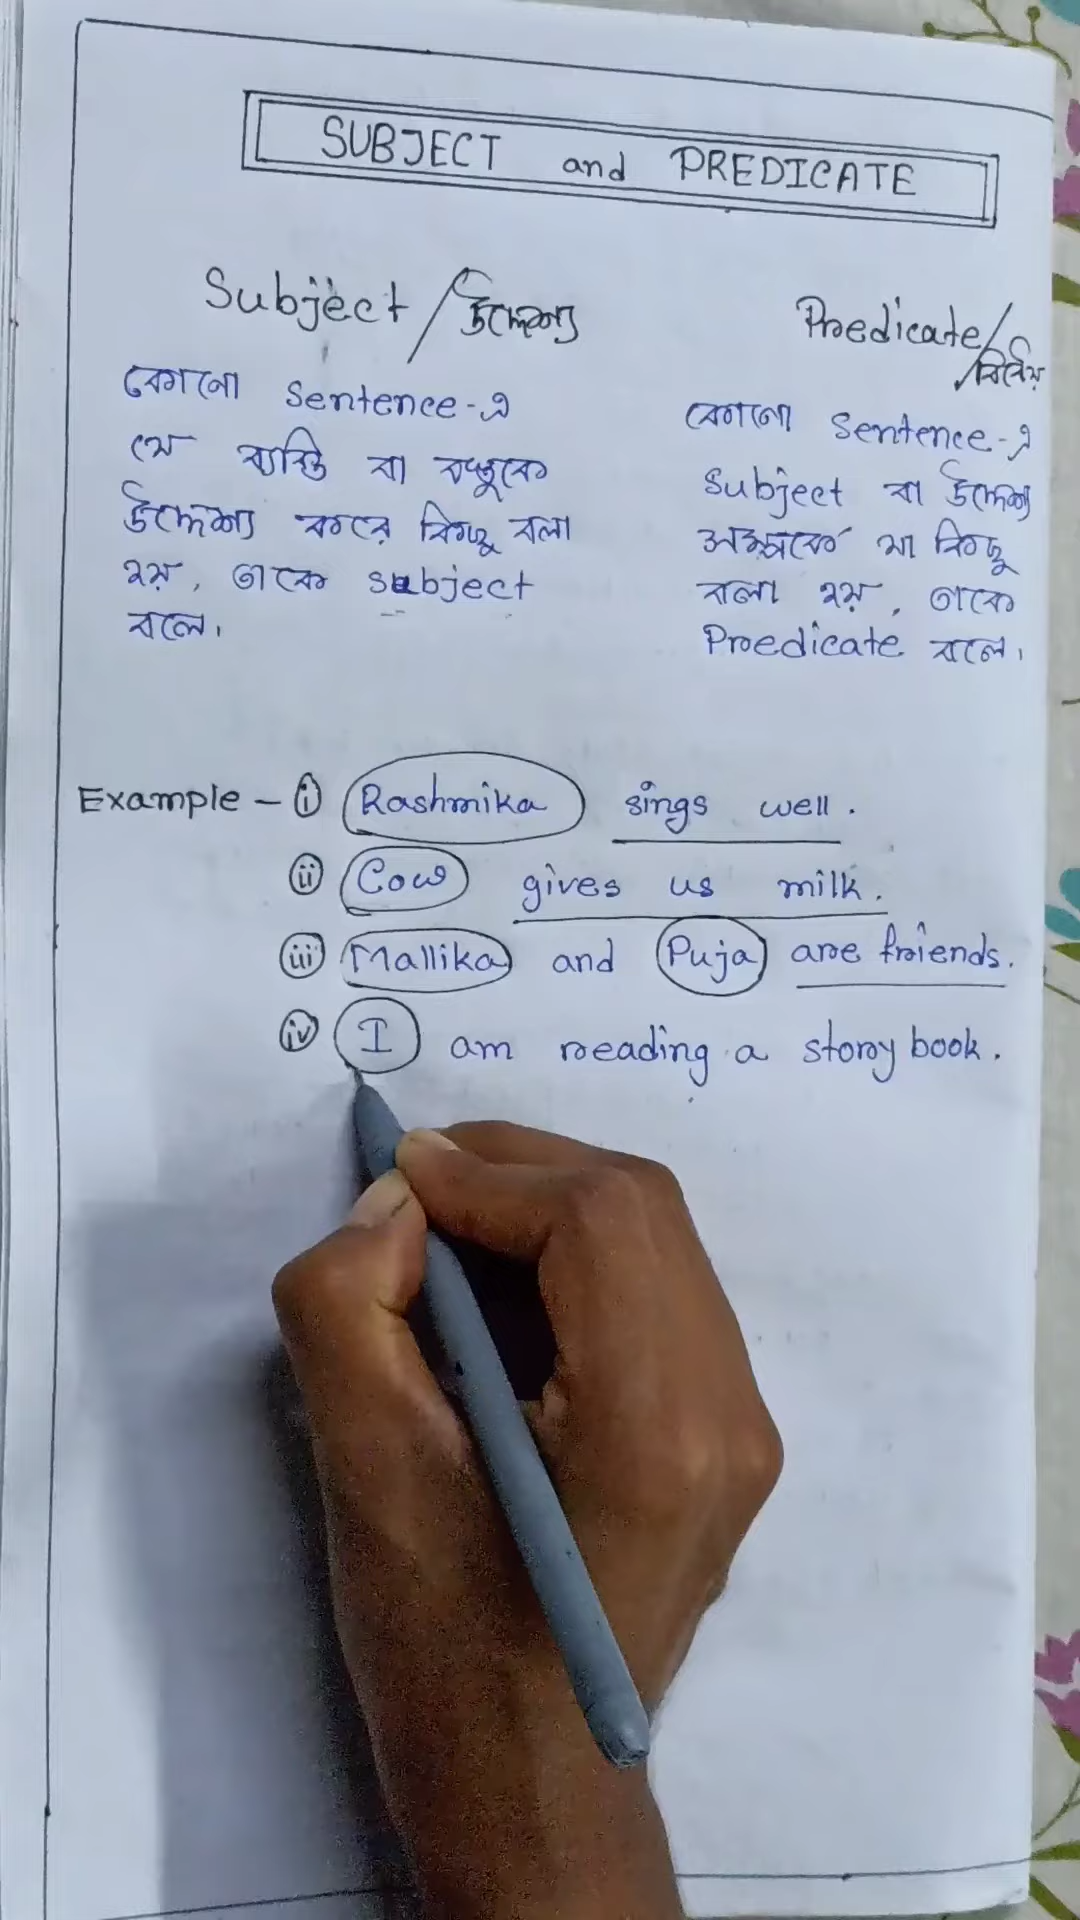 SUBJECT and PREDICATE
Subject / উদ্দেশ্য
কোনো sentence-এ
যে ব্যক্তি বা বস্তুকে
উদ্দেশ্য করে কিছু বলা
হয়, তাকে subject
বলে।
Predicate/
বিধেয়
কোনো sentence-এ
subject বা উদ্দেশ্য
সম্পর্কে যা কিছু
বলা হয়, তাকে
Predicate বলে।
Example - i Rashmika sings well.
ii Cow gives us milk.
iii Mallika and Puja are friends.
iv I am reading a story book.